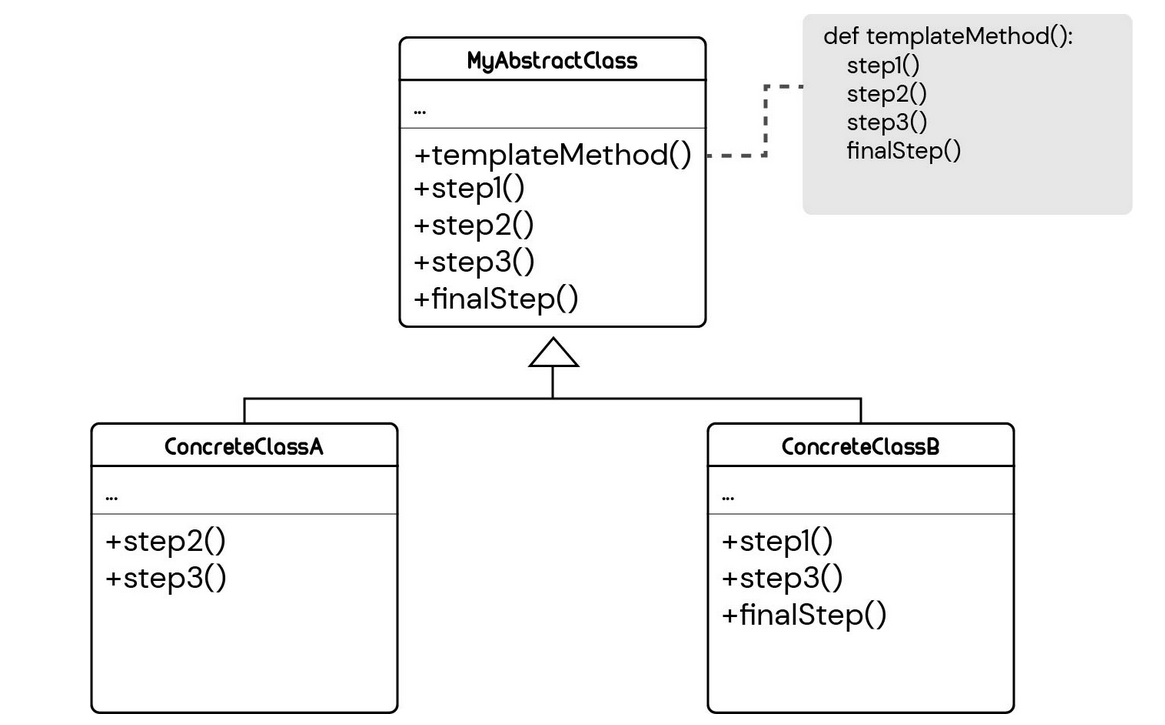 MyAbstractClass
...
+templateMethod()
+step1()
+step2()
+step3()
+finalStep()
def templateMethod():
step1()
step2()
step3()
finalStep()
ConcreteClassA
...
+step2()
+step3()
ConcreteClassB
...
+step1()
+step3()
+finalStep()